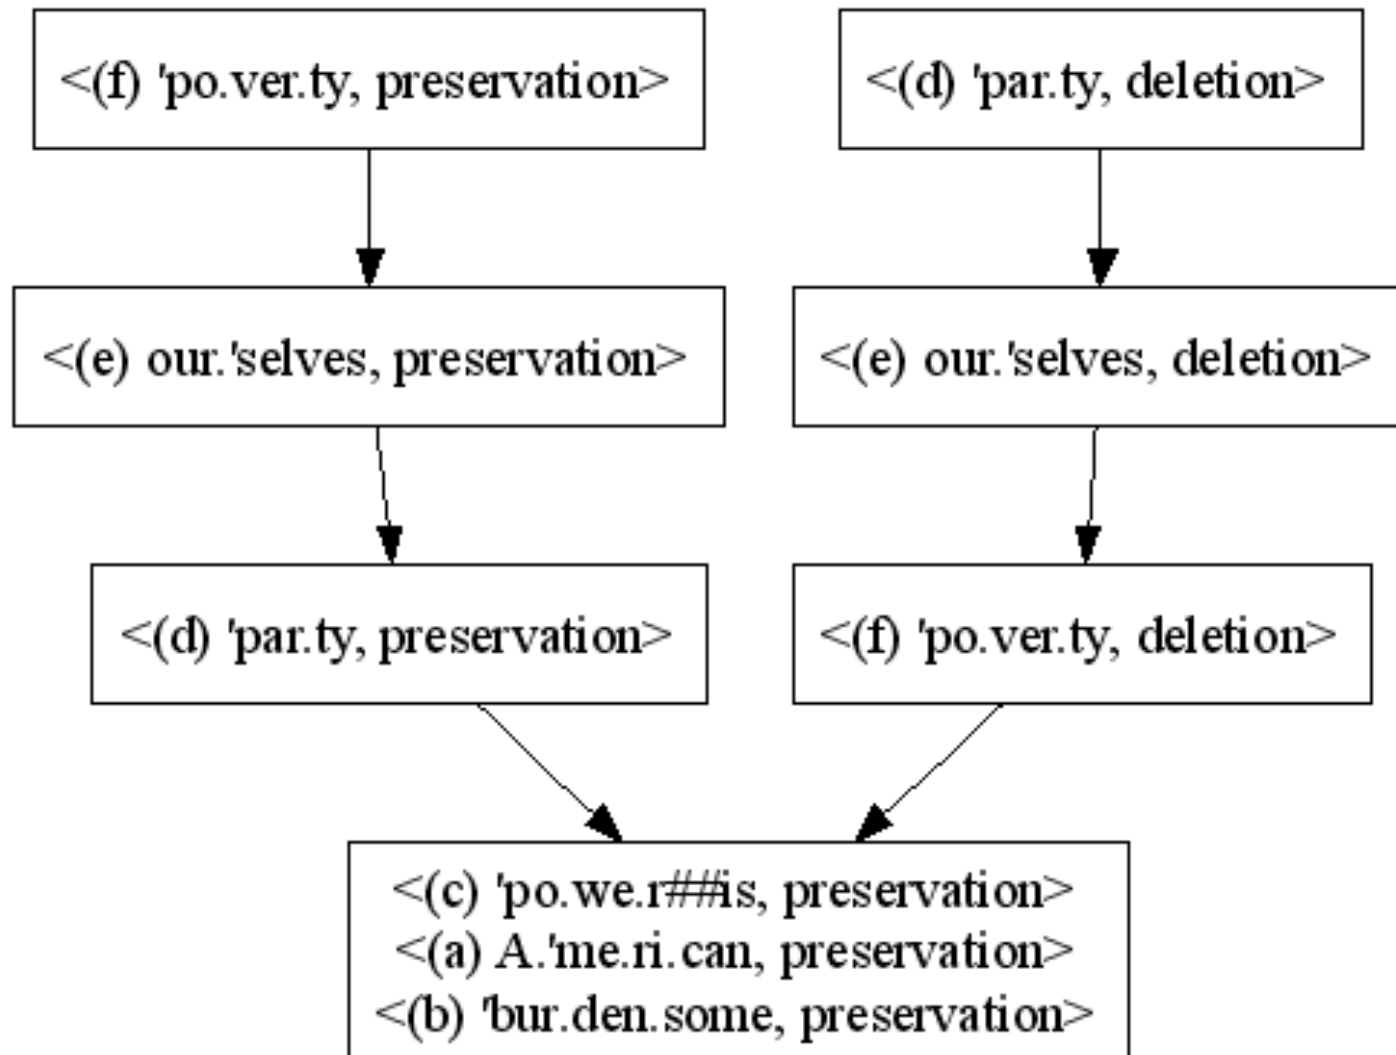 <(f) 'po.ver.ty, preservation>
<(d) 'par.ty, deletion>
<(e) our.'selves, preservation>
<(e) our.'selves, deletion>
<(d) 'par.ty, preservation>
<(f) 'po.ver.ty, deletion>
<(c) 'po.we.r##is, preservation>
<(a) A.'me.ri.can, preservation>
<(b) 'bur.den.some, preservation>